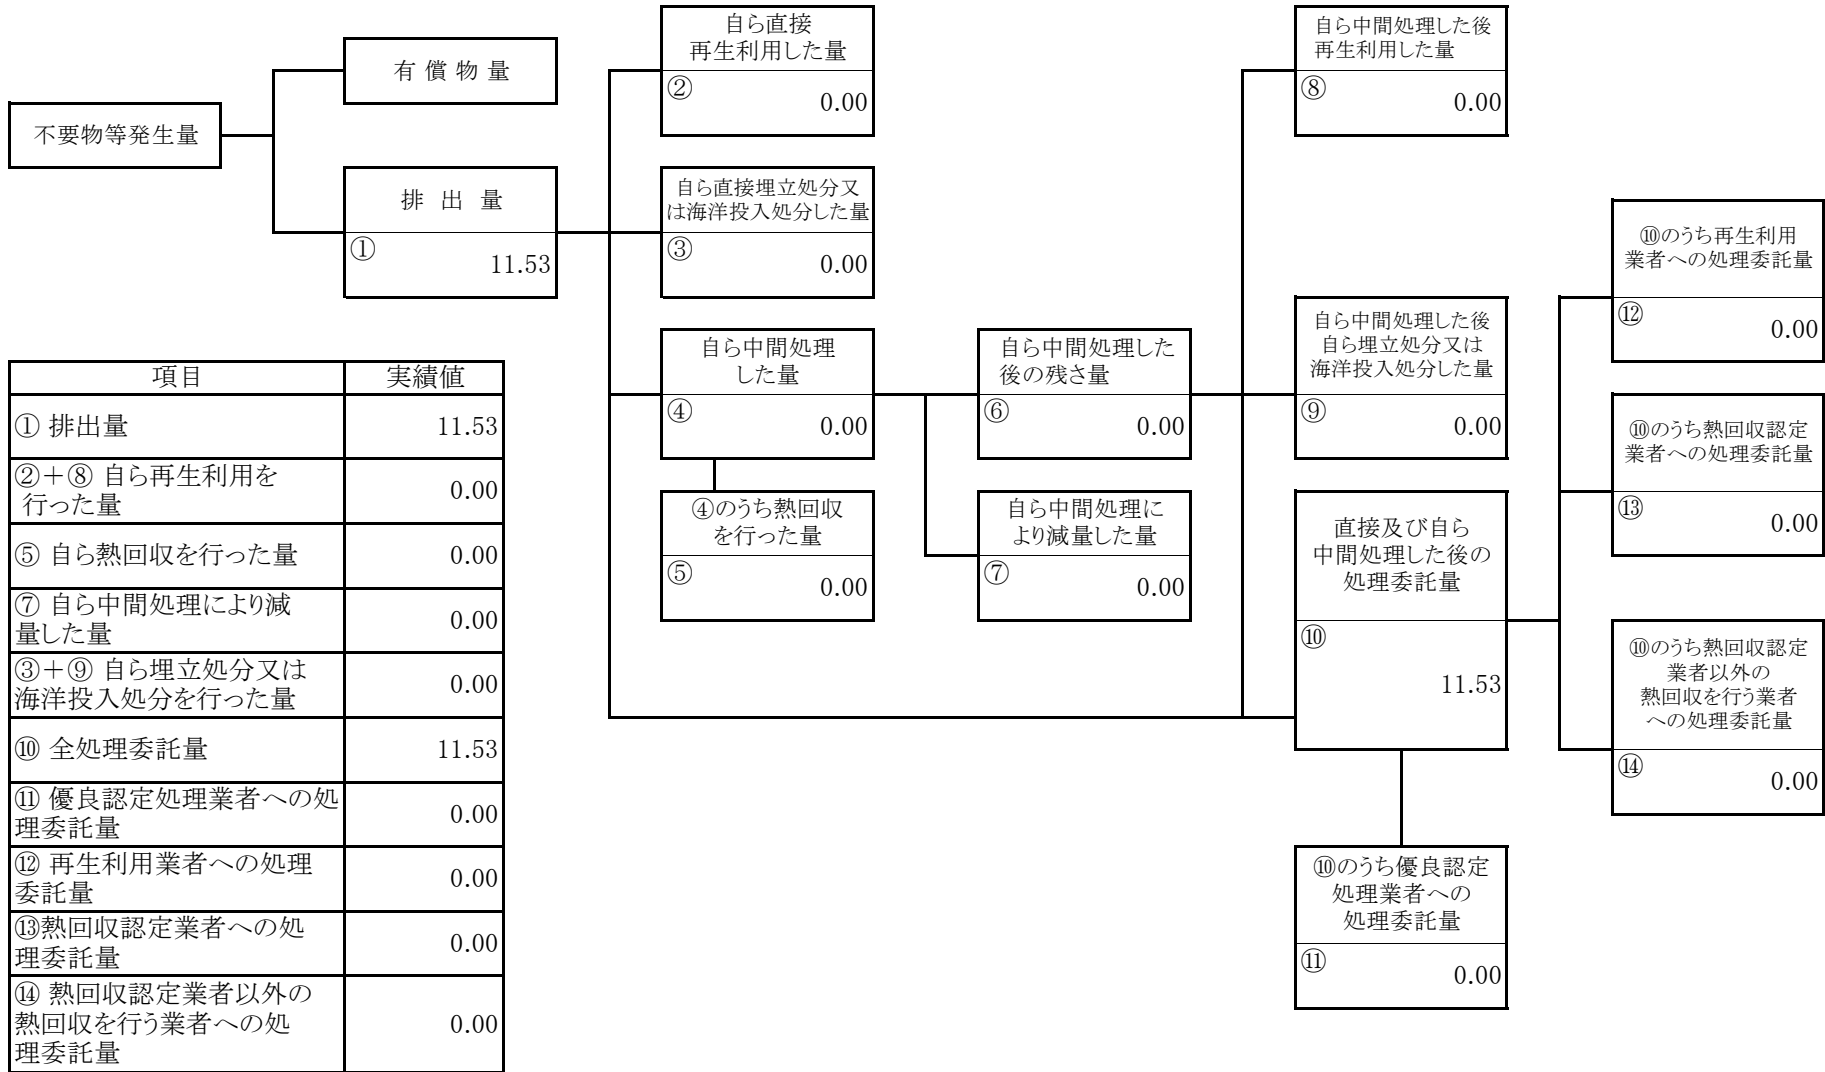 不要物等発生量
有 償 物 量
排 出 量
①
11.53
自ら直接
再生利用した量
②
0.00
自ら直接埋立処分又
は海洋投入処分した量
③
0.00
自ら中間処理
した量
④
0.00
④のうち熱回収
を行った量
⑤
0.00
自ら中間処理した
後の残さ量
⑥
0.00
自ら中間処理に
より減量した量
⑦
0.00
自ら中間処理した後
再生利用した量
⑧
0.00
自ら中間処理した後
自ら埋立処分又は
海洋投入処分した量
⑨
0.00
直接及び自ら
中間処理した後の
処理委託量
⑩
11.53
⑩のうち優良認定
処理業者への
処理委託量
⑪
0.00
⑩のうち再生利用
業者への処理委託量
⑫
0.00
⑩のうち熱回収認定
業者への処理委託量
⑬
0.00
⑩のうち熱回収認定
業者以外の
熱回収を行う業者
への処理委託量
⑭
0.00
項目 実績値
① 排出量 11.53
②＋⑧ 自ら再生利用を
行った量
0.00
⑤ 自ら熱回収を行った量 0.00
⑦ 自ら中間処理により減
量した量
0.00
③＋⑨ 自ら埋立処分又は
海洋投入処分を行った量
0.00
⑩ 全処理委託量 11.53
⑪ 優良認定処理業者への処
理委託量
0.00
⑫ 再生利用業者への処理
委託量
0.00
⑬熱回収認定業者への処
理委託量
0.00
⑭ 熱回収認定業者以外の
熱回収を行う業者への処
理委託量
0.00